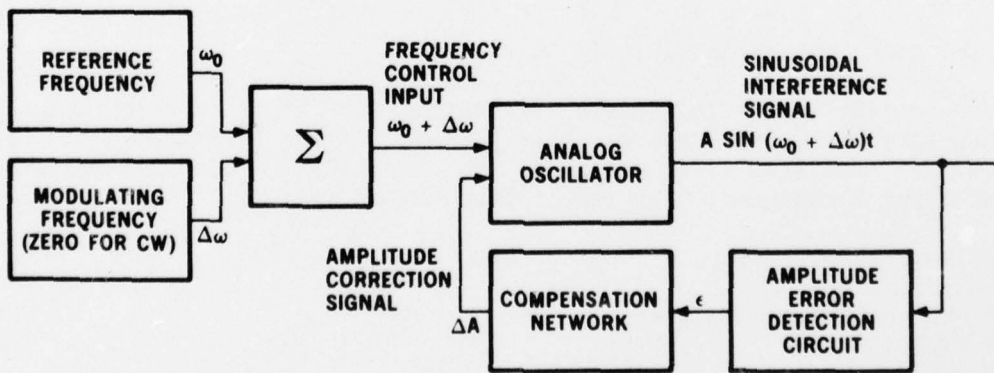 REFERENCE
FREQUENCY
ω₀
MODULATING
FREQUENCY
(ZERO FOR CW)
Δω
Σ
FREQUENCY
CONTROL
INPUT
ω₀ + Δω
ANALOG
OSCILLATOR
SINUSOIDAL
INTERFERENCE
SIGNAL
A SIN (ω₀ + Δω)t
AMPLITUDE
CORRECTION
SIGNAL
ΔA
COMPENSATION
NETWORK
ϵ
AMPLITUDE
ERROR
DETECTION
CIRCUIT